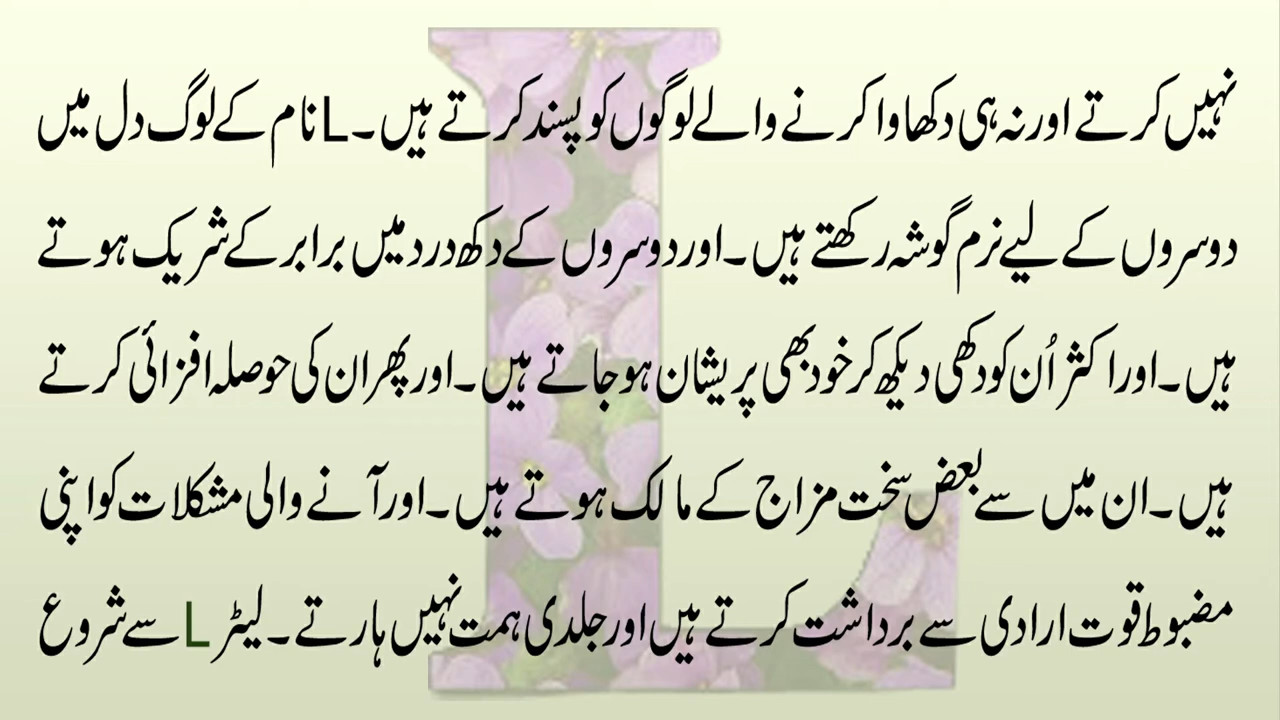 نہیں کرتے اور نہ ہی دکھاوا کرنے والے لوگوں کو پسند کرتے ہیں۔ L نام کے لوگ دل میں
دوسروں کے لیے نرم گوشہ رکھتے ہیں۔ اور دوسروں کے دکھ درد میں برابر کے شریک ہوتے
ہیں۔ اور اکثر اُن کو دکھی دیکھ کر خود بھی پریشان ہو جاتے ہیں۔ اور پھر ان کی حوصلہ افزائی کرتے
ہیں۔ ان میں سے بعض سخت مزاج کے مالک ہوتے ہیں۔ اور آنے والی مشکلات کو اپنی
مضبوط قوت ارادی سے برداشت کرتے ہیں اور جلدی ہمت نہیں ہارتے۔ لیٹر L سے شروع